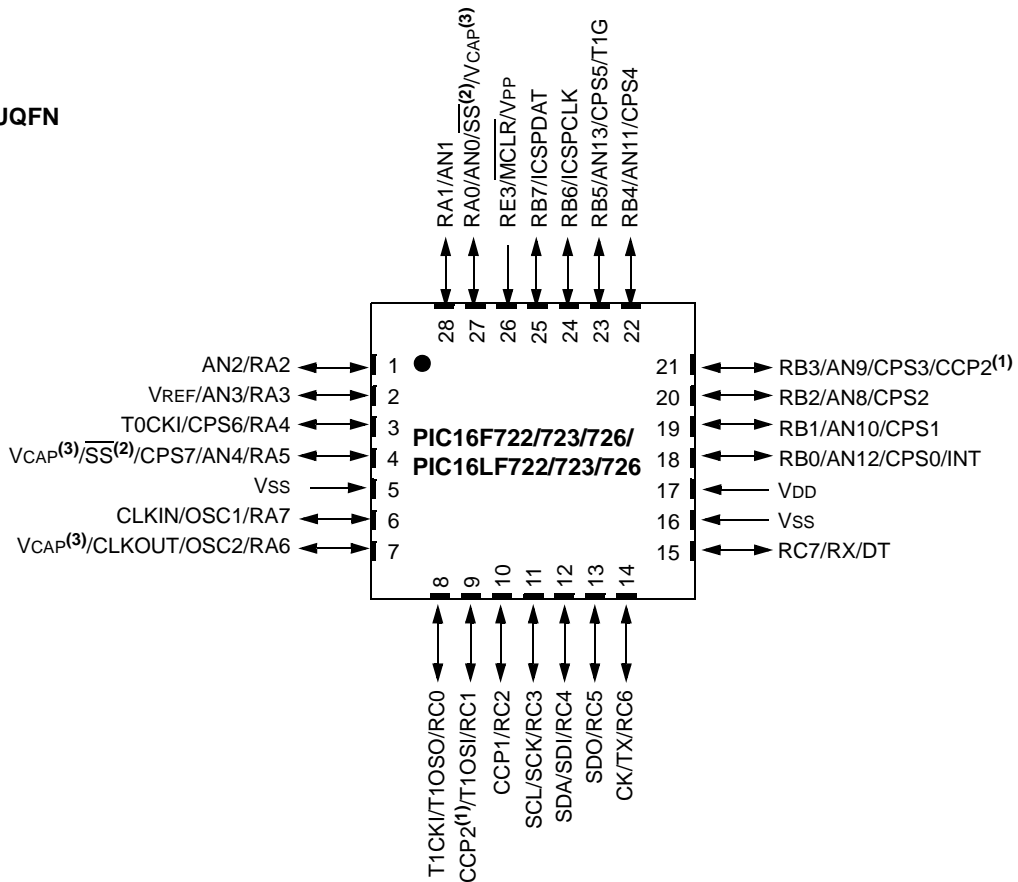 JQFN
RA1/AN1
RA0/AN0/S̅S̅(2)/VCAP(3)
RE3/M̅C̅L̅R̅/VPP
RB7/ICSPDAT
RB6/ICSPCLK
RB5/AN13/CPS5/T1G
RB4/AN11/CPS4
28
27
26
25
24
23
22
AN2/RA2
1
VREF/AN3/RA3
2
T0CKI/CPS6/RA4
3
VCAP(3)/S̅S̅(2)/CPS7/AN4/RA5
4
VSS
5
CLKIN/OSC1/RA7
6
VCAP(3)/CLKOUT/OSC2/RA6
7
PIC16F722/723/726/
PIC16LF722/723/726
21
RB3/AN9/CPS3/CCP2(1)
20
RB2/AN8/CPS2
19
RB1/AN10/CPS1
18
RB0/AN12/CPS0/INT
17
VDD
16
VSS
15
RC7/RX/DT
8
9
10
11
12
13
14
T1CKI/T1OSO/RC0
CCP2(1)/T1OSI/RC1
CCP1/RC2
SCL/SCK/RC3
SDA/SDI/RC4
SDO/RC5
CK/TX/RC6